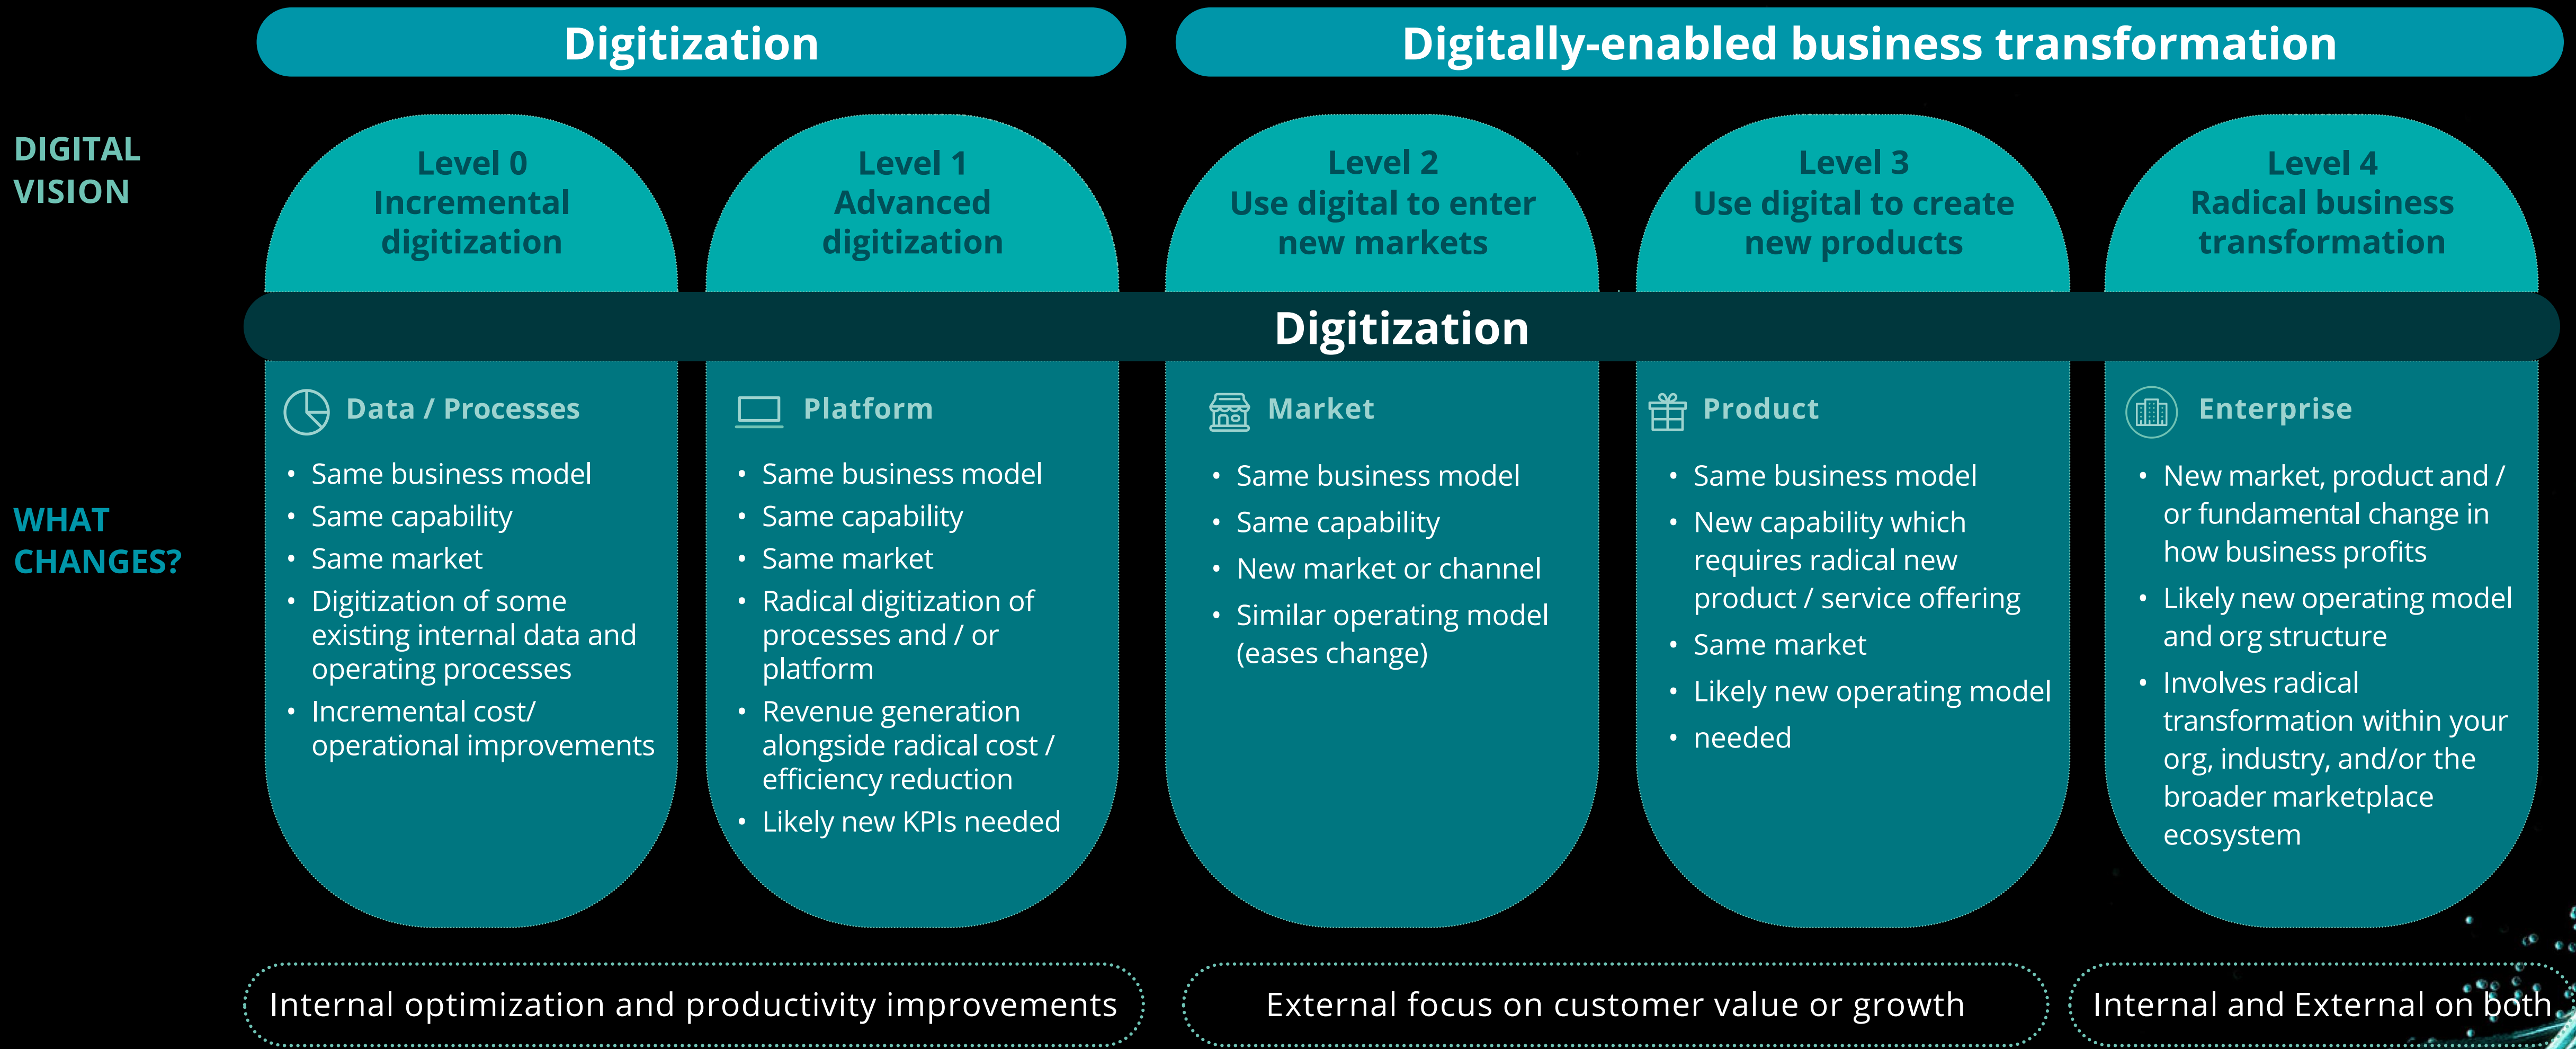 Digitization
Digitally-enabled business transformation
DIGITAL
VISION
Level 0
Incremental
digitization
Level 1
Advanced
digitization
Level 2
Use digital to enter
new markets
Level 3
Use digital to create
new products
Level 4
Radical business
transformation
Digitization
WHAT
CHANGES?
Data / Processes
• Same business model
• Same capability
• Same market
• Digitization of some
existing internal data and
operating processes
• Incremental cost/
operational improvements
Platform
• Same business model
• Same capability
• Same market
• Radical digitization of
processes and / or
platform
• Revenue generation
alongside radical cost /
efficiency reduction
• Likely new KPIs needed
Market
• Same business model
• Same capability
• New market or channel
• Similar operating model
(eases change)
Product
• Same business model
• New capability which
requires radical new
product / service offering
• Same market
• Likely new operating model
• needed
Enterprise
• New market, product and /
or fundamental change in
how business profits
• Likely new operating model
and org structure
• Involves radical
transformation within your
org, industry, and/or the
broader marketplace
ecosystem
Internal optimization and productivity improvements
External focus on customer value or growth
Internal and External on both